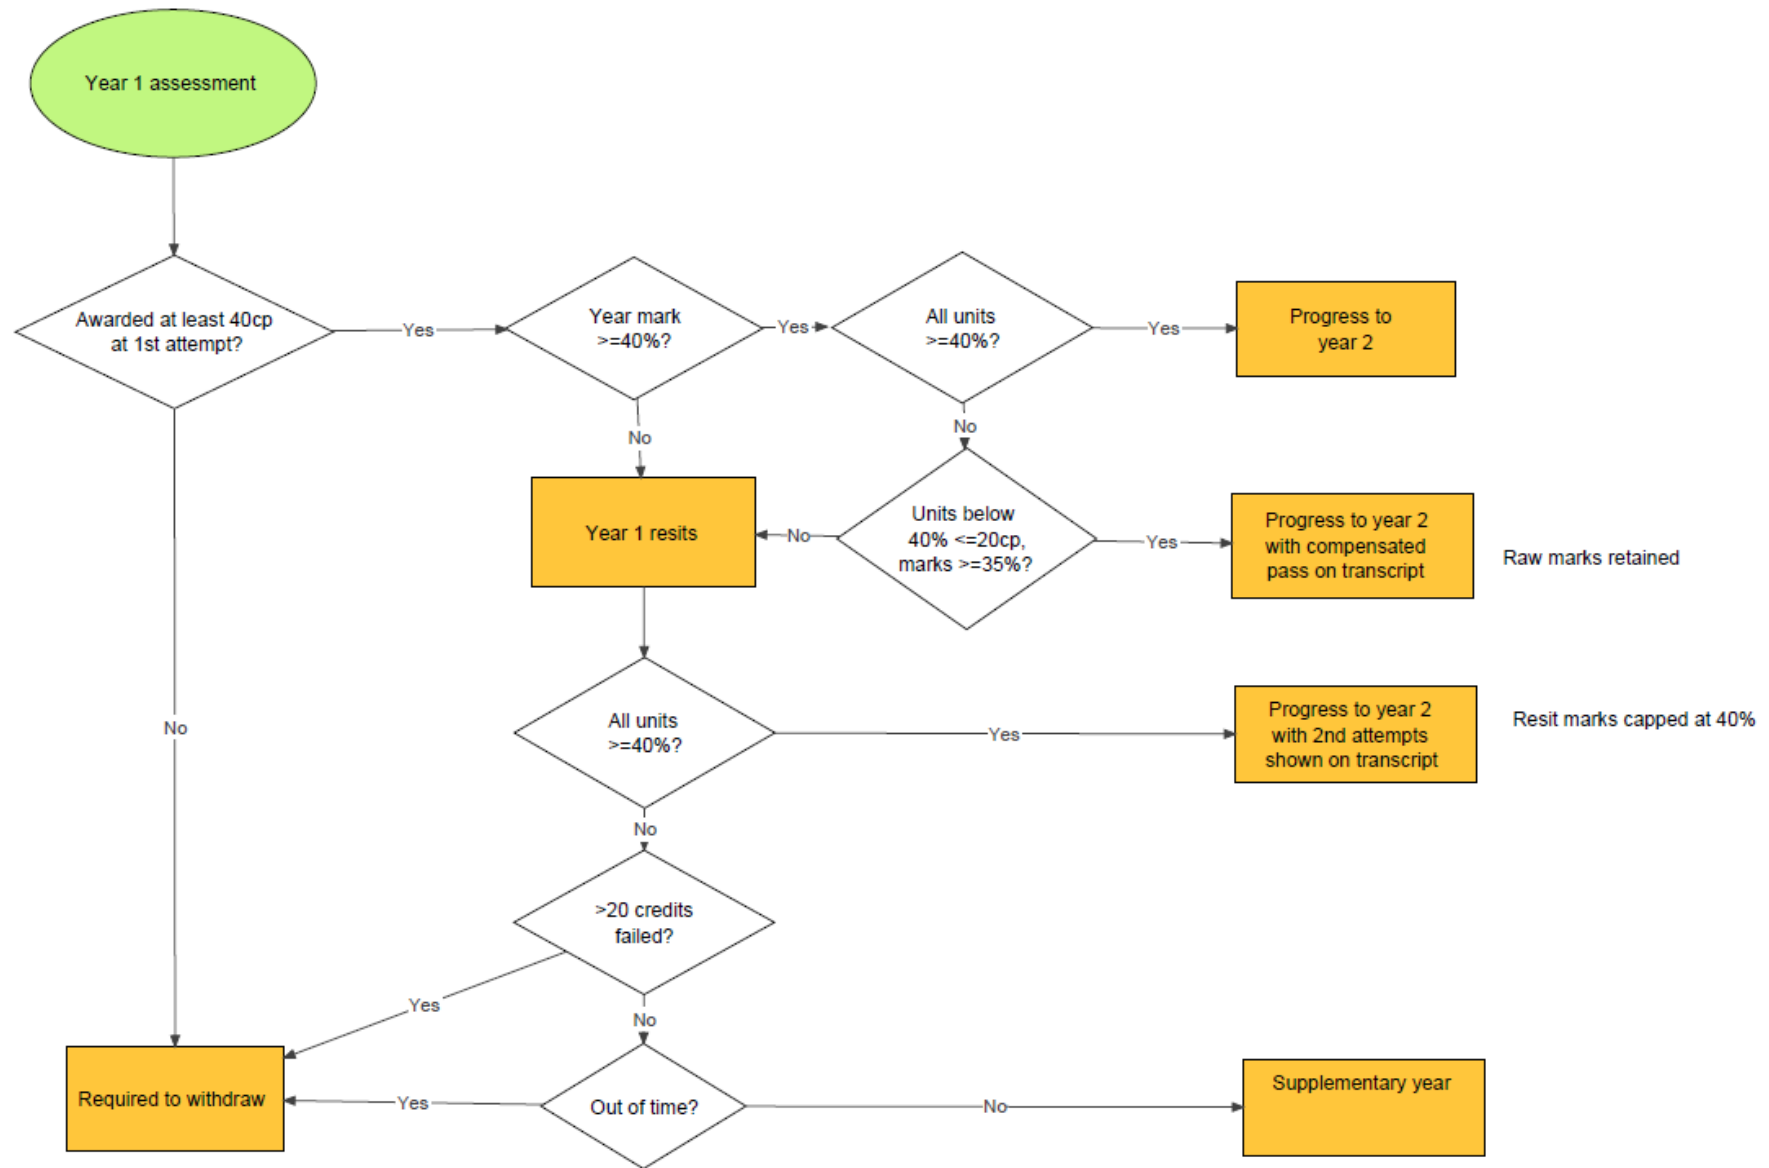 Year 1 assessment
Awarded at least 40cp
at 1st attempt?
Yes
Year mark
>=40%?
Yes
All units
>=40%?
Yes
Progress to
year 2
No
No
Year 1 resits
No
Units below
40% <=20cp,
marks >=35%?
Yes
Progress to year 2
with compensated
pass on transcript
Raw marks retained
No
All units
>=40%?
Yes
Progress to year 2
with 2nd attempts
shown on transcript
Resit marks capped at 40%
No
>20 credits
failed?
Yes
No
Required to withdraw
Yes
Out of time?
No
Supplementary year